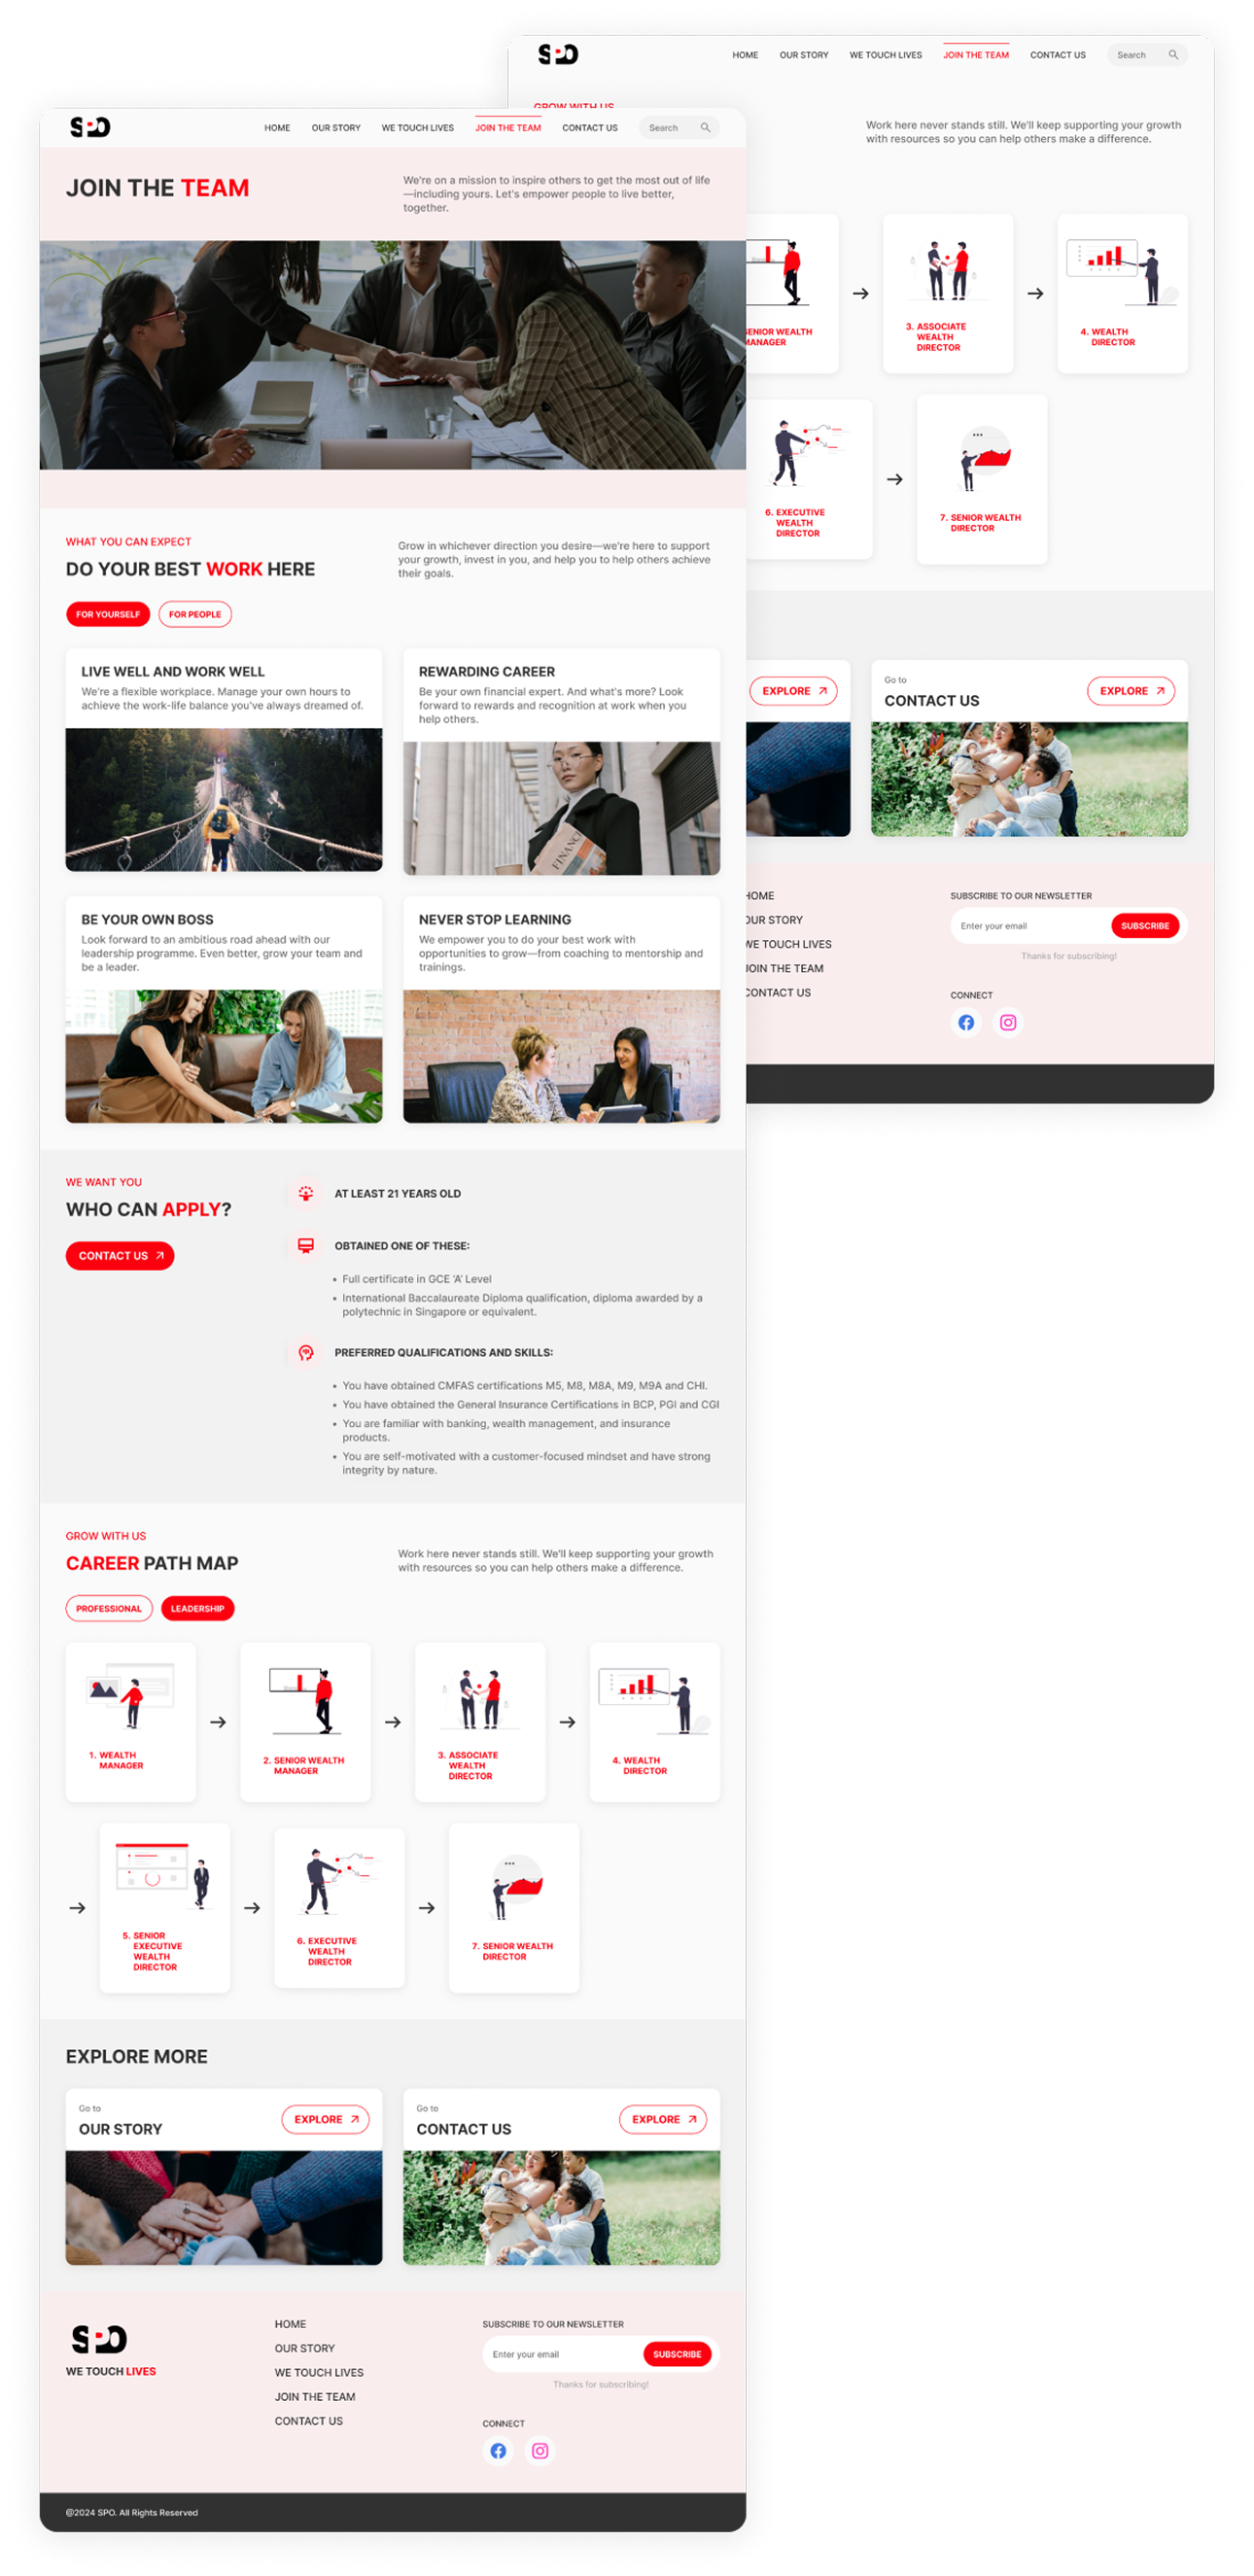 SPO
HOME
OUR STORY
WE TOUCH LIVES
JOIN THE TEAM
CONTACT US
Search
JOIN THE TEAM
We're on a mission to inspire others to get the most out of life
—including yours. Let's empower people to live better,
together.
WHAT YOU CAN EXPECT
DO YOUR BEST WORK HERE
Grow in whichever direction you desire—we're here to support
your growth, invest in you, and help you to help others achieve
their goals.
FOR YOURSELF
FOR PEOPLE
LIVE WELL AND WORK WELL
We're a flexible workplace. Manage your own hours to
achieve the work-life balance you've always dreamed of.
REWARDING CAREER
Be your own financial expert. And what's more? Look
forward to rewards and recognition at work when you
help others.
FINANC
BE YOUR OWN BOSS
Look forward to an ambitious road ahead with our
leadership programme. Even better, grow your team and
be a leader.
NEVER STOP LEARNING
We empower you to do your best work with
opportunities to grow—from coaching to mentorship and
trainings.
WE WANT YOU
WHO CAN APPLY?
CONTACT US
AT LEAST 21 YEARS OLD
OBTAINED ONE OF THESE:
• Full certificate in GCE 'A' Level
• International Baccalaureate Diploma qualification, diploma awarded by a
polytechnic in Singapore or equivalent.
PREFERRED QUALIFICATIONS AND SKILLS:
• You have obtained CMFAS certifications M5, M8, M8A, M9, M9A and CHI.
• You have obtained the General Insurance Certifications in BCP, PGI and CGI
• You are familiar with banking, wealth management, and insurance
products.
• You are self-motivated with a customer-focused mindset and have strong
integrity by nature.
GROW WITH US
CAREER PATH MAP
Work here never stands still. We'll keep supporting your growth
with resources so you can help others make a difference.
PROFESSIONAL
LEADERSHIP
1. WEALTH
MANAGER
2. SENIOR WEALTH
MANAGER
3. ASSOCIATE
WEALTH
DIRECTOR
4. WEALTH
DIRECTOR
5. SENIOR
EXECUTIVE
WEALTH
DIRECTOR
6. EXECUTIVE
WEALTH
DIRECTOR
7. SENIOR WEALTH
DIRECTOR
EXPLORE MORE
Go to
OUR STORY
EXPLORE
Go to
CONTACT US
EXPLORE
SPO
WE TOUCH LIVES
HOME
OUR STORY
WE TOUCH LIVES
JOIN THE TEAM
CONTACT US
SUBSCRIBE TO OUR NEWSLETTER
Enter your email
SUBSCRIBE
Thanks for subscribing!
CONNECT
@2024 SPO. All Rights Reserved
SPO
HOME
OUR STORY
WE TOUCH LIVES
JOIN THE TEAM
CONTACT US
Search
GROW WITH US
Work here never stands still. We'll keep supporting your growth
with resources so you can help others make a difference.
SENIOR WEALTH
MANAGER
3. ASSOCIATE
WEALTH
DIRECTOR
4. WEALTH
DIRECTOR
6. EXECUTIVE
WEALTH
DIRECTOR
7. SENIOR WEALTH
DIRECTOR
EXPLORE
Go to
CONTACT US
EXPLORE
HOME
OUR STORY
WE TOUCH LIVES
JOIN THE TEAM
CONTACT US
SUBSCRIBE TO OUR NEWSLETTER
Enter your email
SUBSCRIBE
Thanks for subscribing!
CONNECT